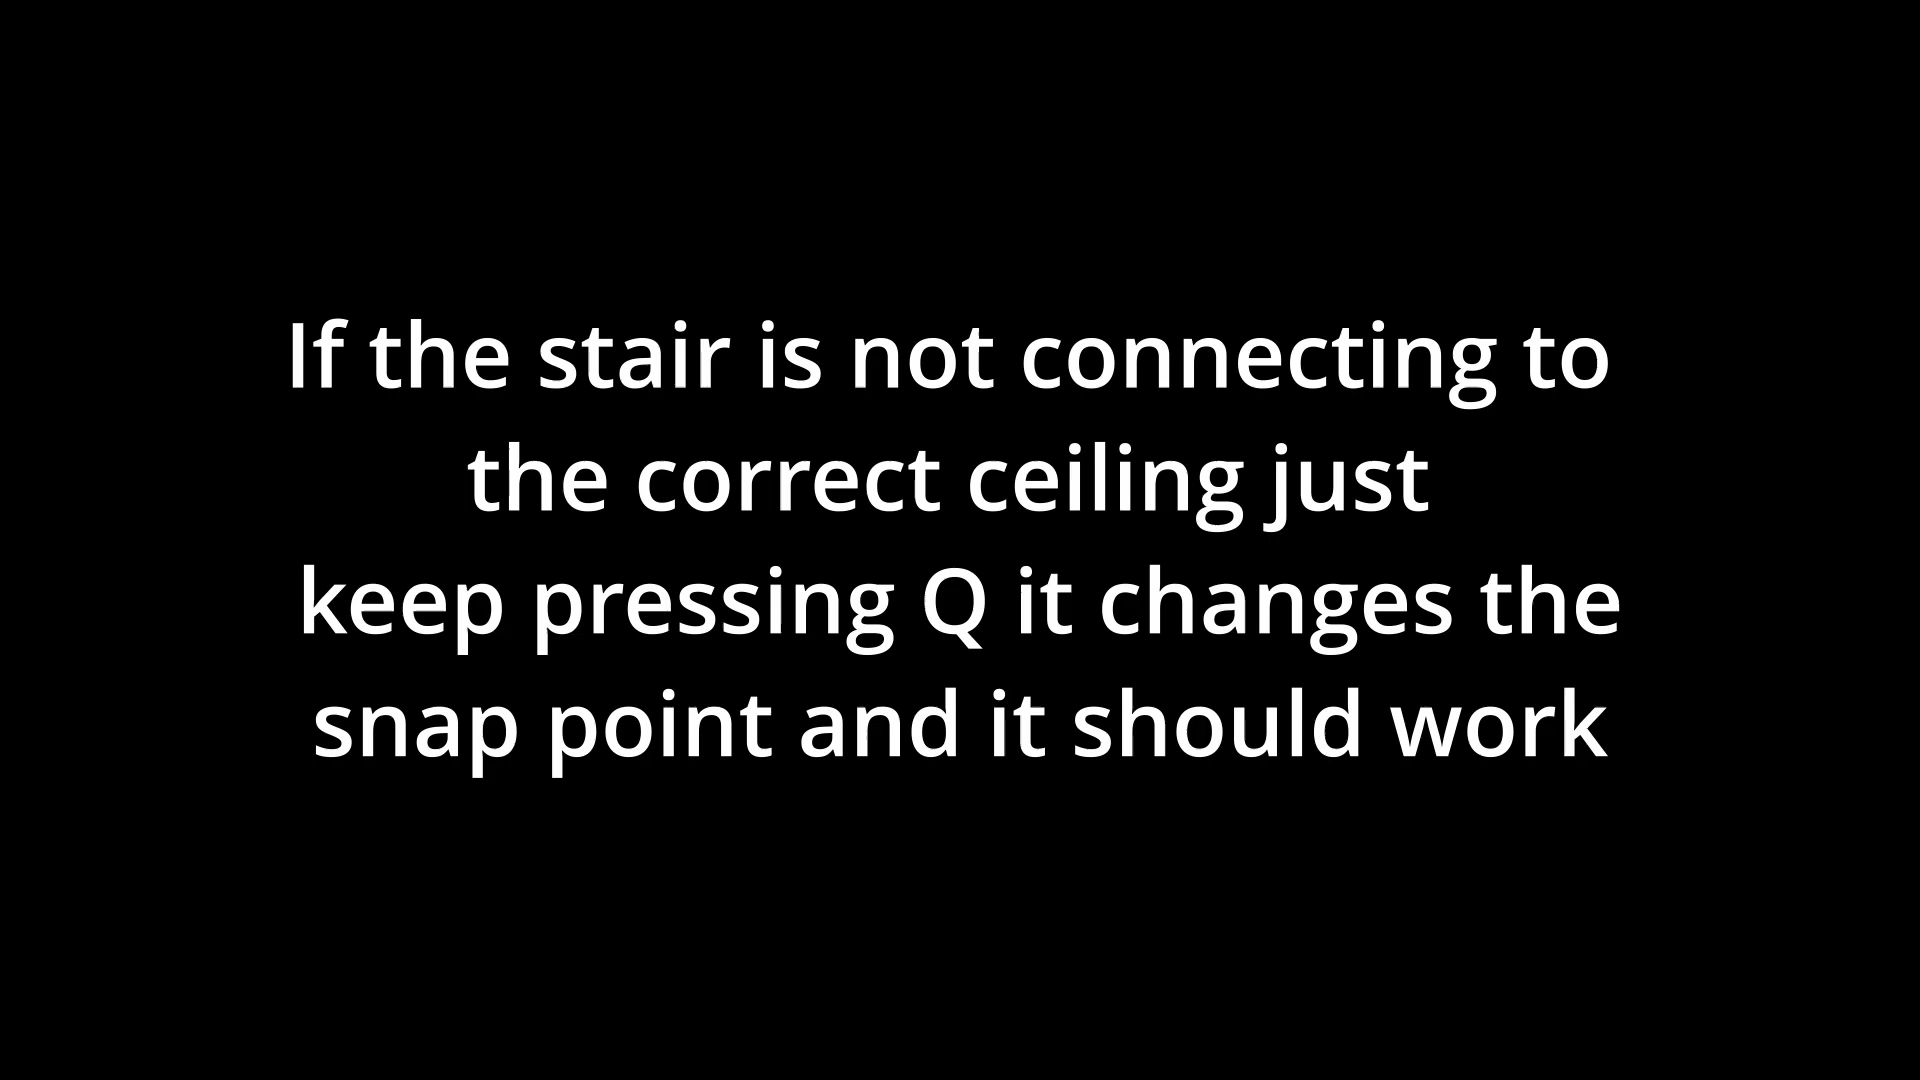 If the stair is not connecting to
the correct ceiling just
keep pressing Q it changes the
snap point and it should work